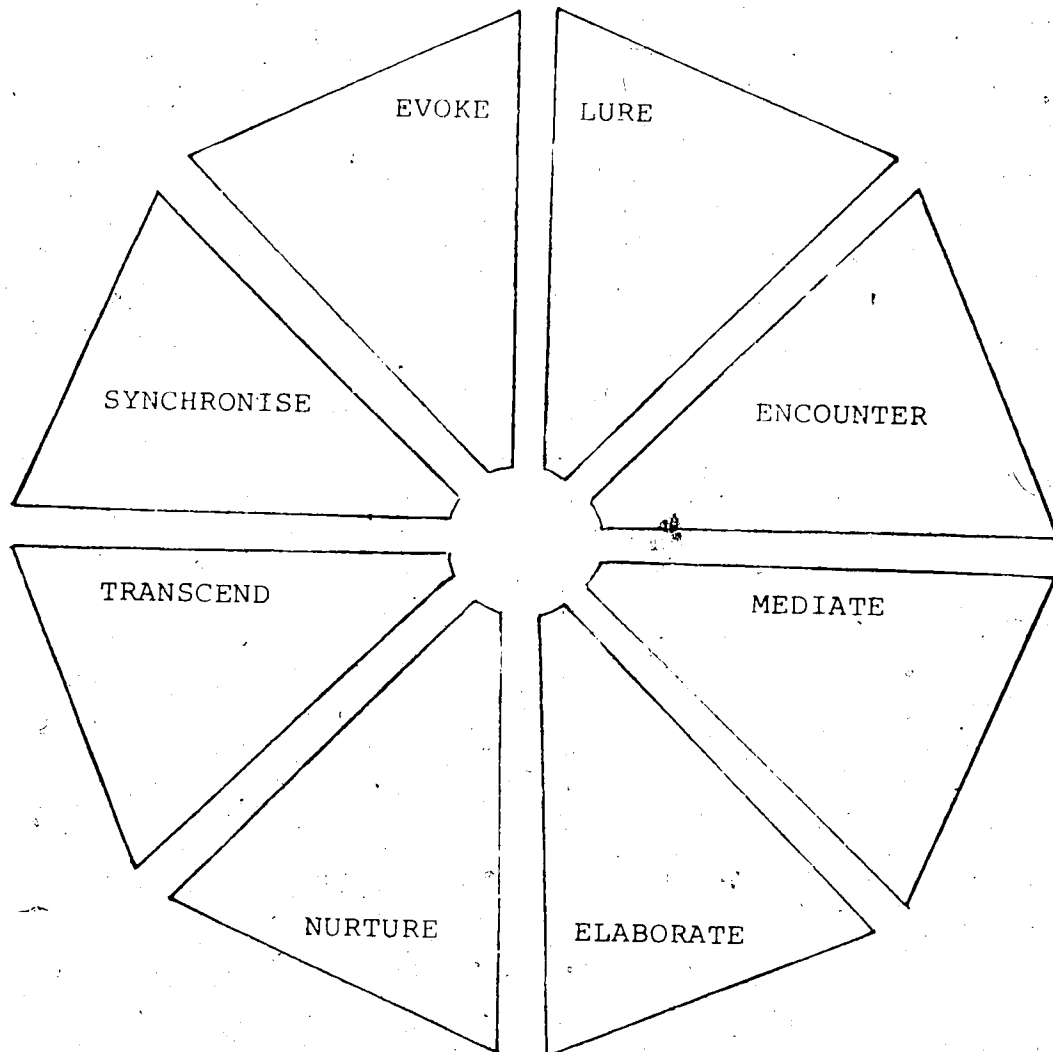 EVOKE
LURE
SYNCHRONISE
ENCOUNTER
TRANSCEND
MEDIATE
NURTURE
ELABORATE